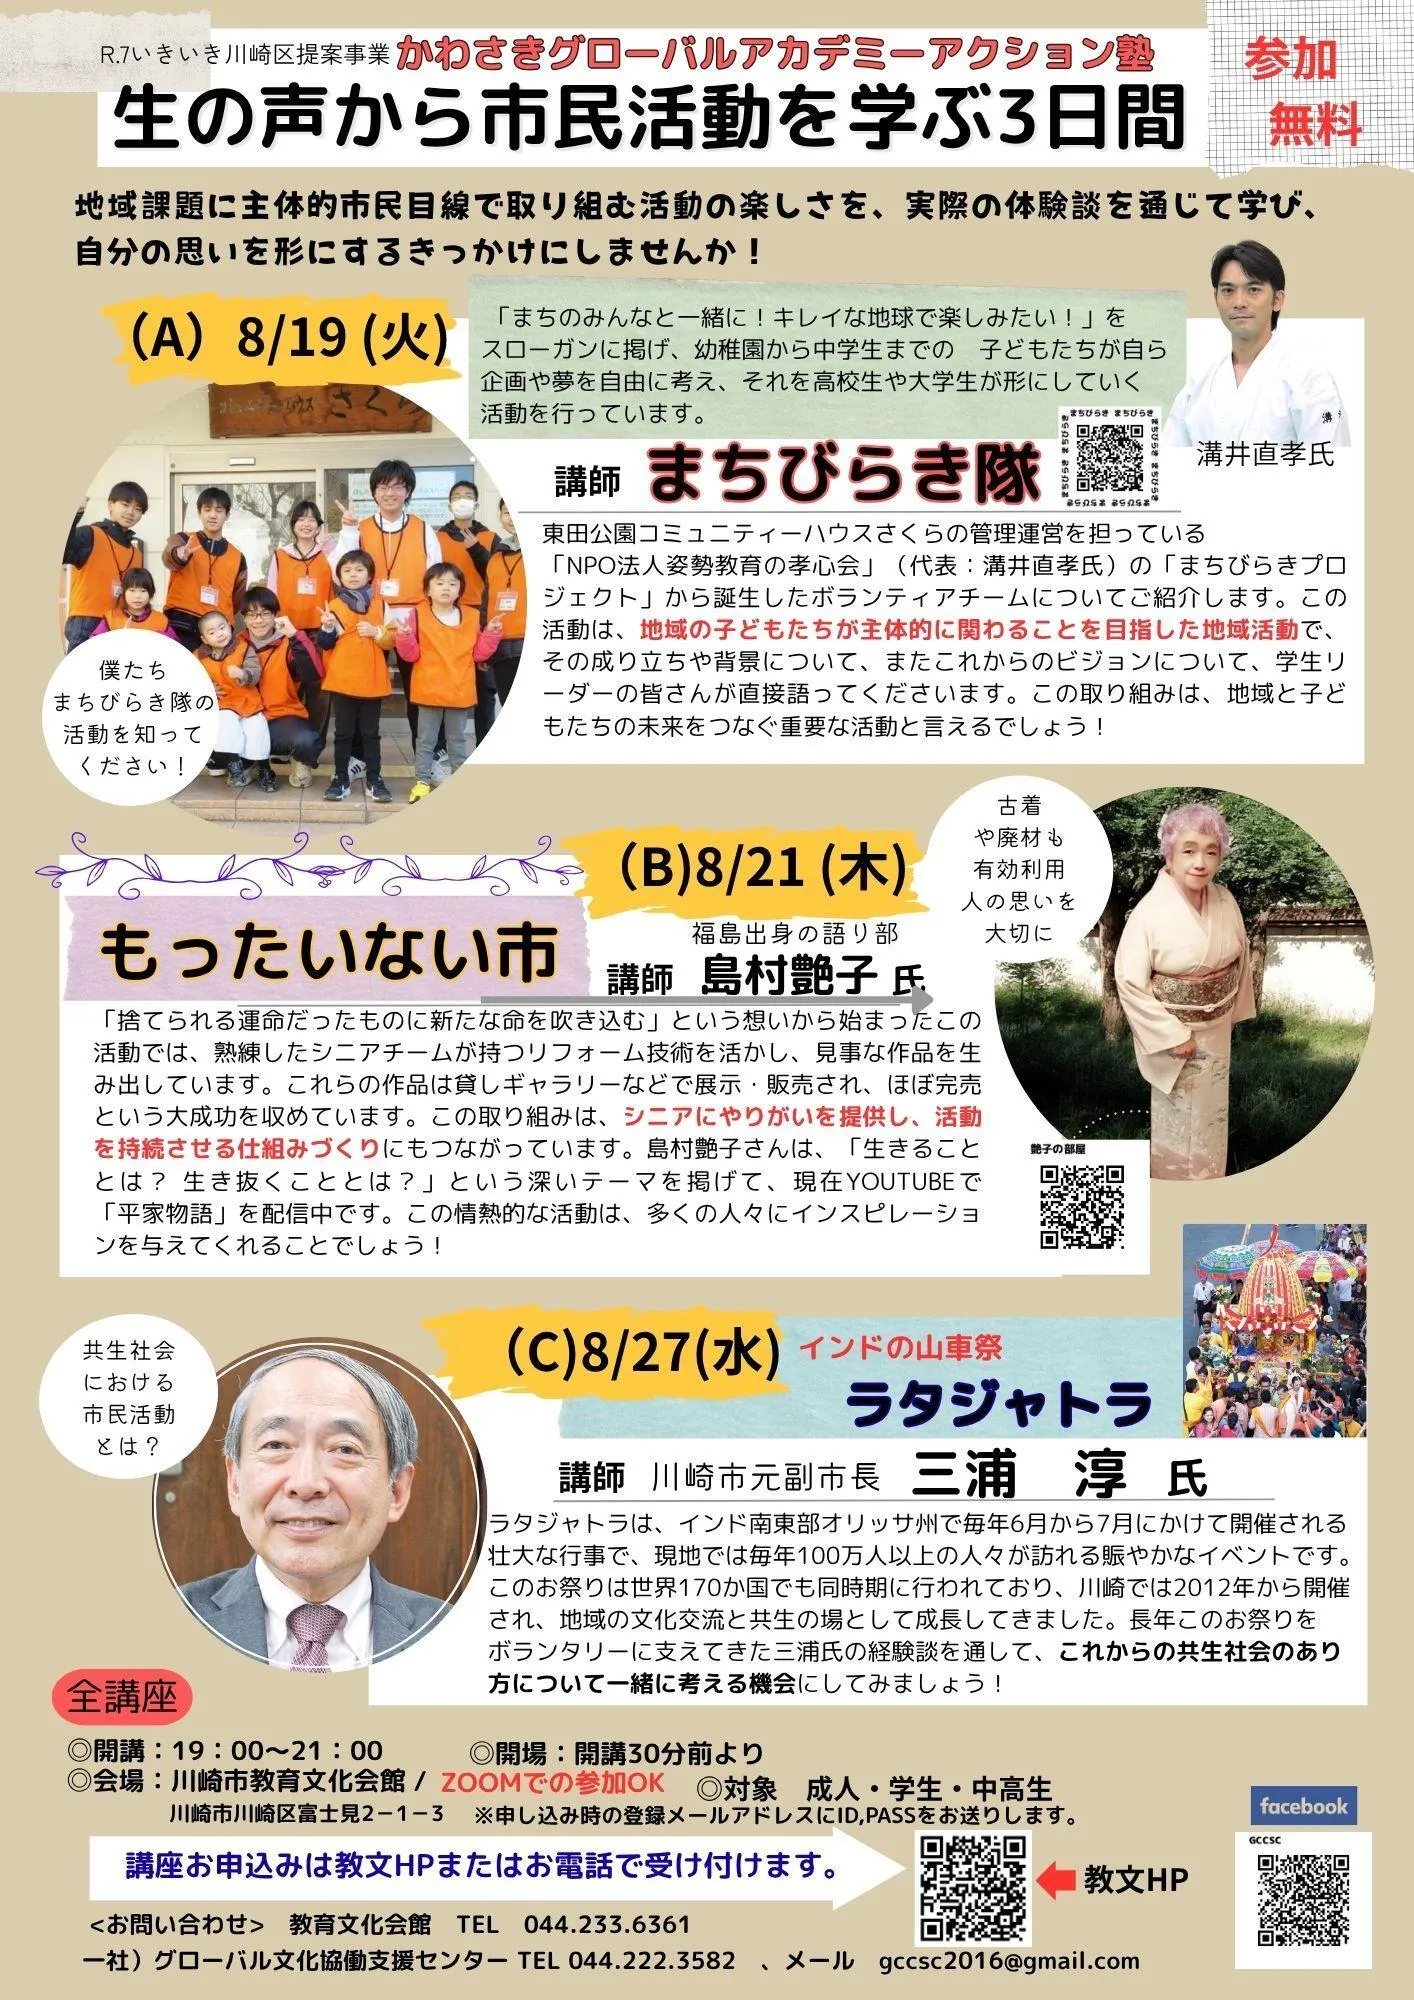 R.7いきいき川崎区提案事業 かわさきグローバルアカデミーアクション塾
生の声から市民活動を学ぶ3日間
参加
無料
地域課題に主体的市民目線で取り組む活動の楽しさを、実際の体験談を通じて学び、
自分の思いを形にするきっかけにしませんか！
（A）8/19 (火)
「まちのみんなと一緒に！キレイな地球で楽しみたい！」を
スローガンに掲げ、幼稚園から中学生までの　子どもたちが自ら
企画や夢を自由に考え、それを高校生や大学生が形にしていく
活動を行っています。
溝井直孝氏
講師 まちびらき隊
まちびらき まちびらき
さくら
東田公園コミュニティーハウスさくらの管理運営を担っている
「NPO法人姿勢教育の孝心会」（代表：溝井直孝氏）の「まちびらきプロ
ジェクト」から誕生したボランティアチームについてご紹介します。この
活動は、地域の子どもたちが主体的に関わることを目指した地域活動で、
その成り立ちや背景について、またこれからのビジョンについて、学生リ
ーダーの皆さんが直接語ってくださいます。この取り組みは、地域と子ど
もたちの未来をつなぐ重要な活動と言えるでしょう！
僕たち
まちびらき隊の
活動を知って
ください！
（B)8/21 (木)
古着
や廃材も
有効利用
人の思いを
大切に
もったいない市
福島出身の語り部
講師 島村艶子 氏
「捨てられる運命だったものに新たな命を吹き込む」という想いから始まったこの
活動では、熟練したシニアチームが持つリフォーム技術を活かし、見事な作品を生
み出しています。これらの作品は貸しギャラリーなどで展示・販売され、ほぼ完売
という大成功を収めています。この取り組みは、シニアにやりがいを提供し、活動
を持続させる仕組みづくりにもつながっています。島村艶子さんは、「生きること
とは？ 生き抜くこととは？」という深いテーマを掲げて、現在YOUTUBEで
「平家物語」を配信中です。この情熱的な活動は、多くの人々にインスピレーショ
ンを与えてくれることでしょう！
艶子の部屋
（C)8/27(水)
インドの山車祭
ラタジャトラ
共生社会
における
市民活動
とは？
講師 川崎市元副市長 三浦　淳 氏
ラタジャトラは、インド南東部オリッサ州で毎年6月から7月にかけて開催される
壮大な行事で、現地では毎年100万人以上の人々が訪れる賑やかなイベントです。
このお祭りは世界170か国でも同時期に行われており、川崎では2012年から開催
され、地域の文化交流と共生の場として成長してきました。長年このお祭りを
ボランタリーに支えてきた三浦氏の経験談を通して、これからの共生社会のあり
方について一緒に考える機会にしてみましょう！
全講座
◎開講：19：00〜21：00 ◎開場：開講30分前より
◎会場：川崎市教育文化会館 / ZOOMでの参加OK ◎対象　成人・学生・中高生
川崎市川崎区富士見2－1－3 ※申し込み時の登録メールアドレスにID,PASSをお送りします。
facebook
GCCSC
講座お申込みは教文HPまたはお電話で受け付けます。
教文HP
<お問い合わせ>　教育文化会館　TEL　044.233.6361
一社）グローバル文化協働支援センター TEL 044.222.3582　、メール　gccsc2016@gmail.com